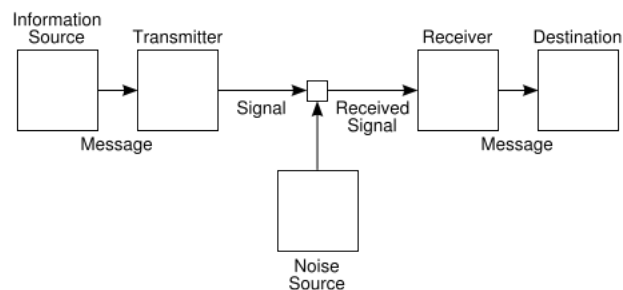 Information
Source
Transmitter
Receiver
Destination
Signal
Received
Signal
Message
Message
Noise
Source